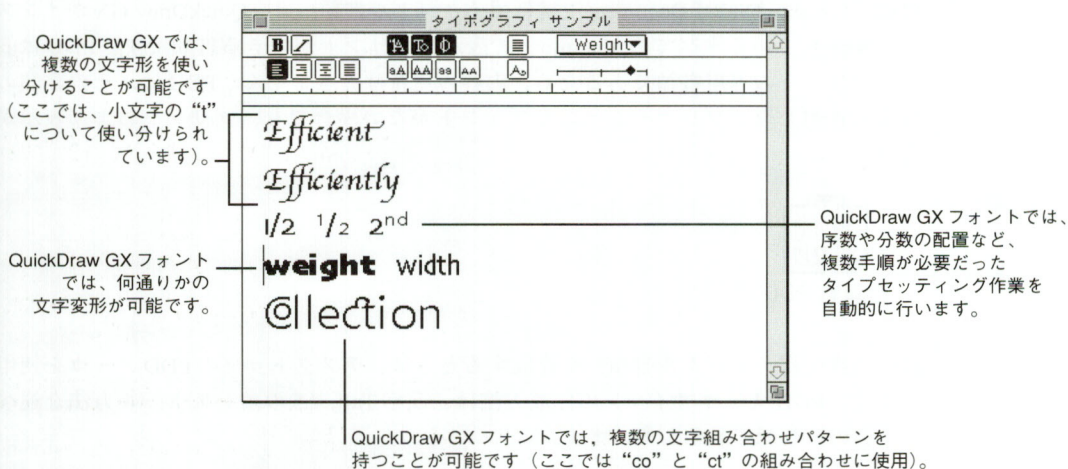 タイポグラフィ サンプル
B I
Weight
aA AA aa AA
QuickDraw GX では、
複数の文字形を使い
分けることが可能です
(ここでは、小文字の“t”
について使い分けられ
ています)。
Efficient
Efficiently
1/2 1/2 2nd
QuickDraw GX フォントでは、
序数や分数の配置など、
複数手順が必要だった
タイプセッティング作業を
自動的に行います。
QuickDraw GX フォント
では、何通りかの
文字変形が可能です。
weight width
Collection
QuickDraw GX フォントでは，複数の文字組み合わせパターンを
持つことが可能です（ここでは“co”と“ct”の組み合わせに使用）。